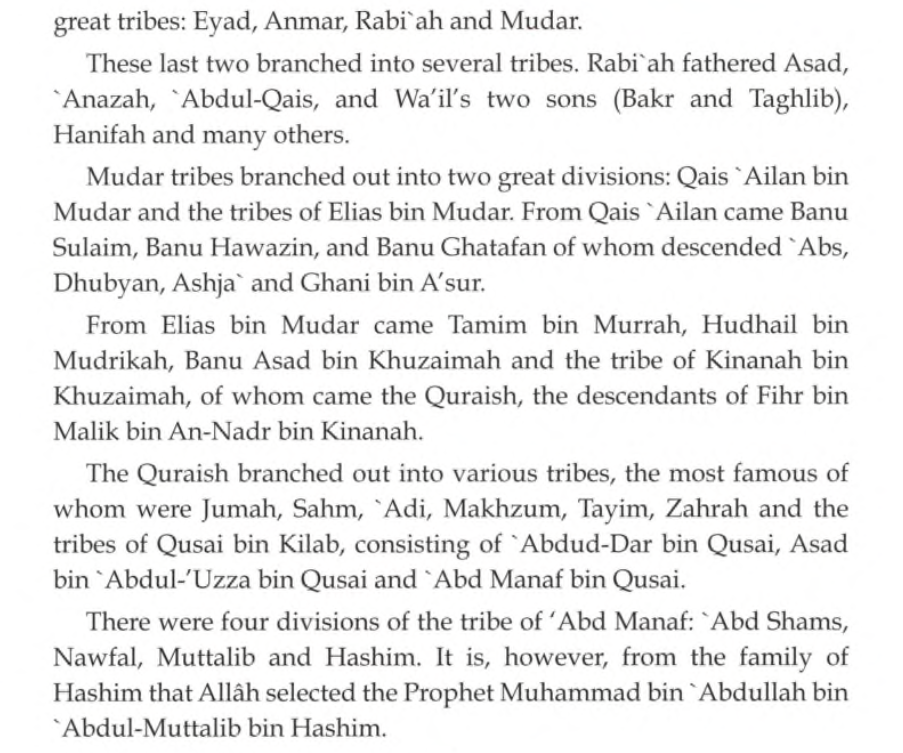 great tribes: Eyad, Anmar, Rabi`ah and Mudar.
These last two branched into several tribes. Rabi`ah fathered Asad,
`Anazah, `Abdul-Qais, and Wa'il's two sons (Bakr and Taghlib),
Hanifah and many others.
Mudar tribes branched out into two great divisions: Qais `Ailan bin
Mudar and the tribes of Elias bin Mudar. From Qais `Ailan came Banu
Sulaim, Banu Hawazin, and Banu Ghatafan of whom descended `Abs,
Dhubyan, Ashja` and Ghani bin A'sur.
From Elias bin Mudar came Tamim bin Murrah, Hudhail bin
Mudrikah, Banu Asad bin Khuzaimah and the tribe of Kinanah bin
Khuzaimah, of whom came the Quraish, the descendants of Fihr bin
Malik bin An-Nadr bin Kinanah.
The Quraish branched out into various tribes, the most famous of
whom were Jumah, Sahm, `Adi, Makhzum, Tayim, Zahrah and the
tribes of Qusai bin Kilab, consisting of `Abdud-Dar bin Qusai, Asad
bin `Abdul-'Uzza bin Qusai and `Abd Manaf bin Qusai.
There were four divisions of the tribe of 'Abd Manaf: `Abd Shams,
Nawfal, Muttalib and Hashim. It is, however, from the family of
Hashim that Allâh selected the Prophet Muhammad bin `Abdullah bin
`Abdul-Muttalib bin Hashim.